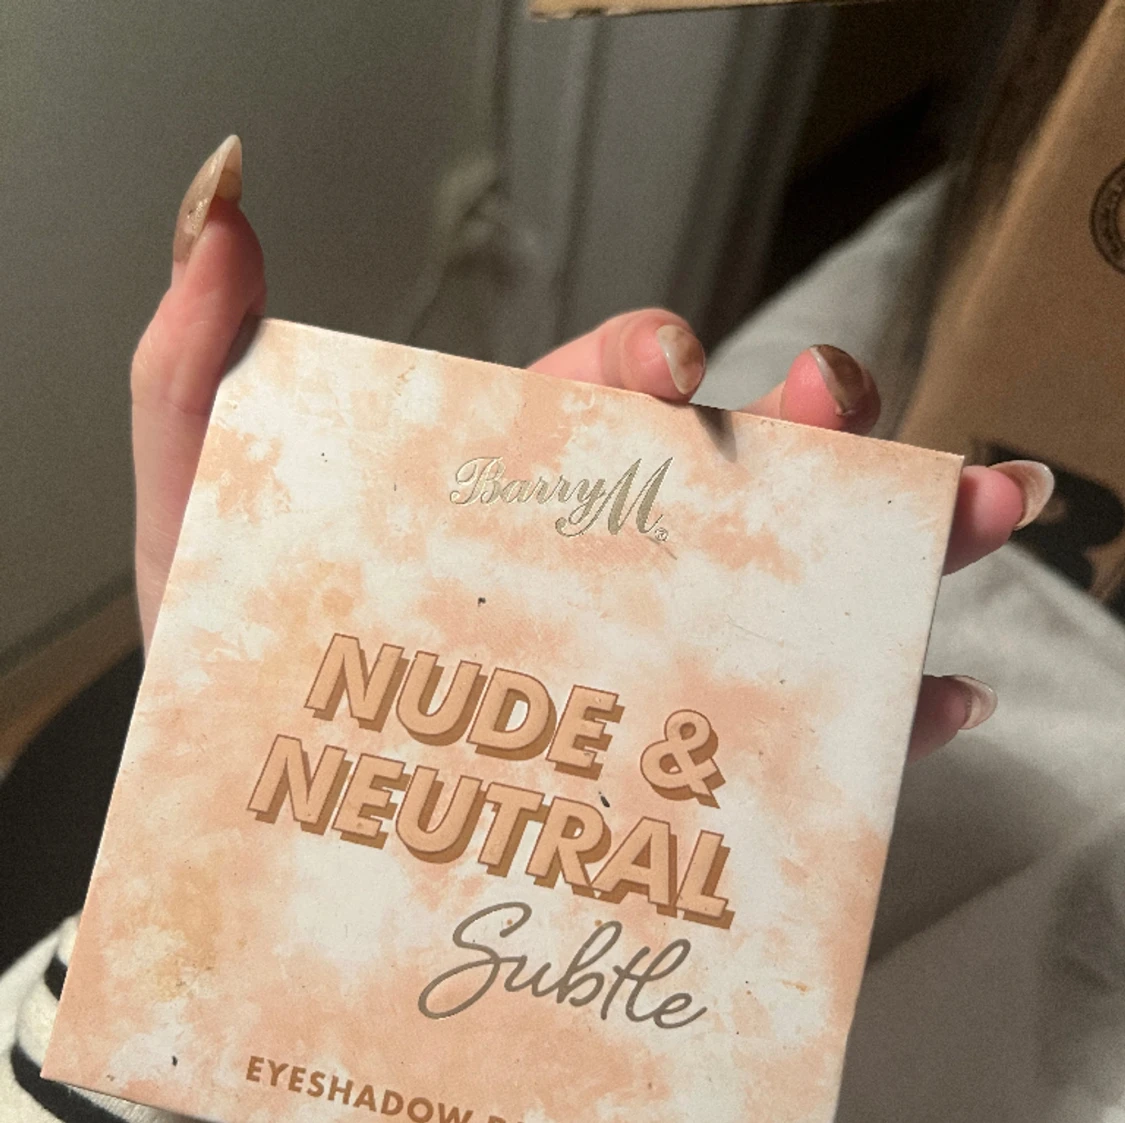 Barry M®
NUDE &
NEUTRAL
Subtle
EYESHADOW